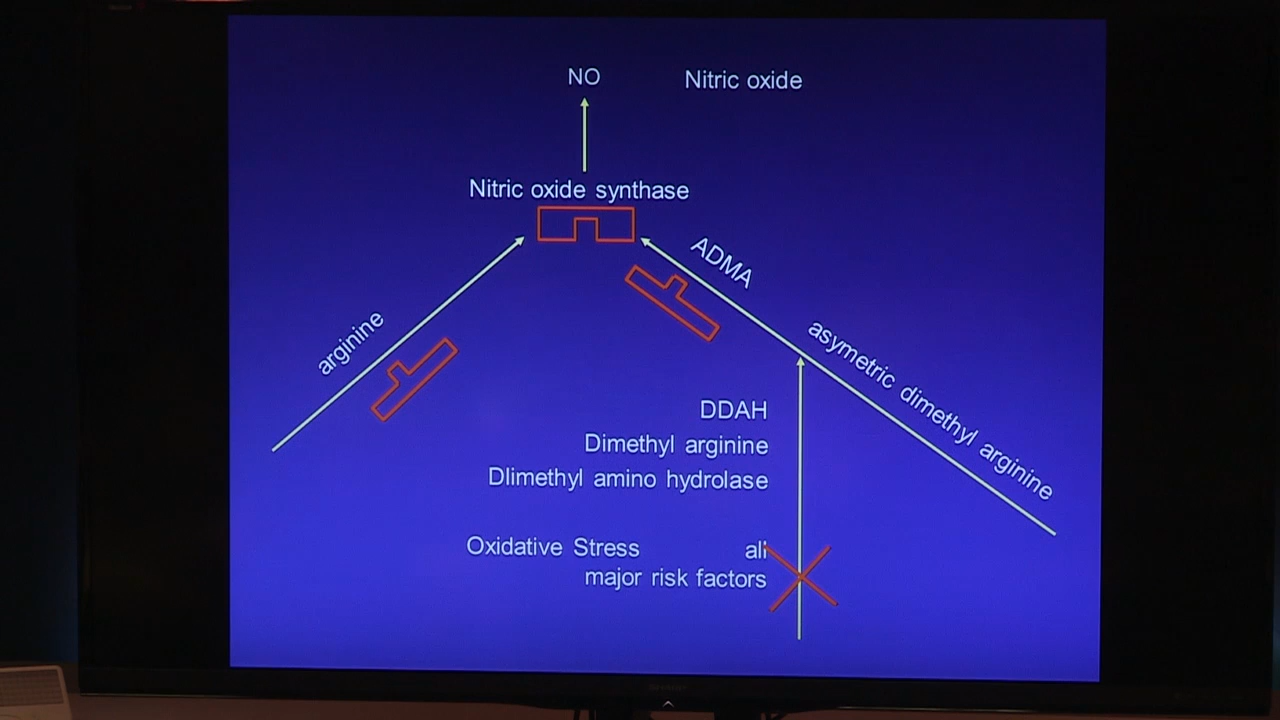 NO
Nitric oxide
Nitric oxide synthase
ADMA
arginine
asymetric dimethyl arginine
DDAH
Dimethyl arginine
Dlimethyl amino hydrolase
Oxidative Stress all
major risk factors